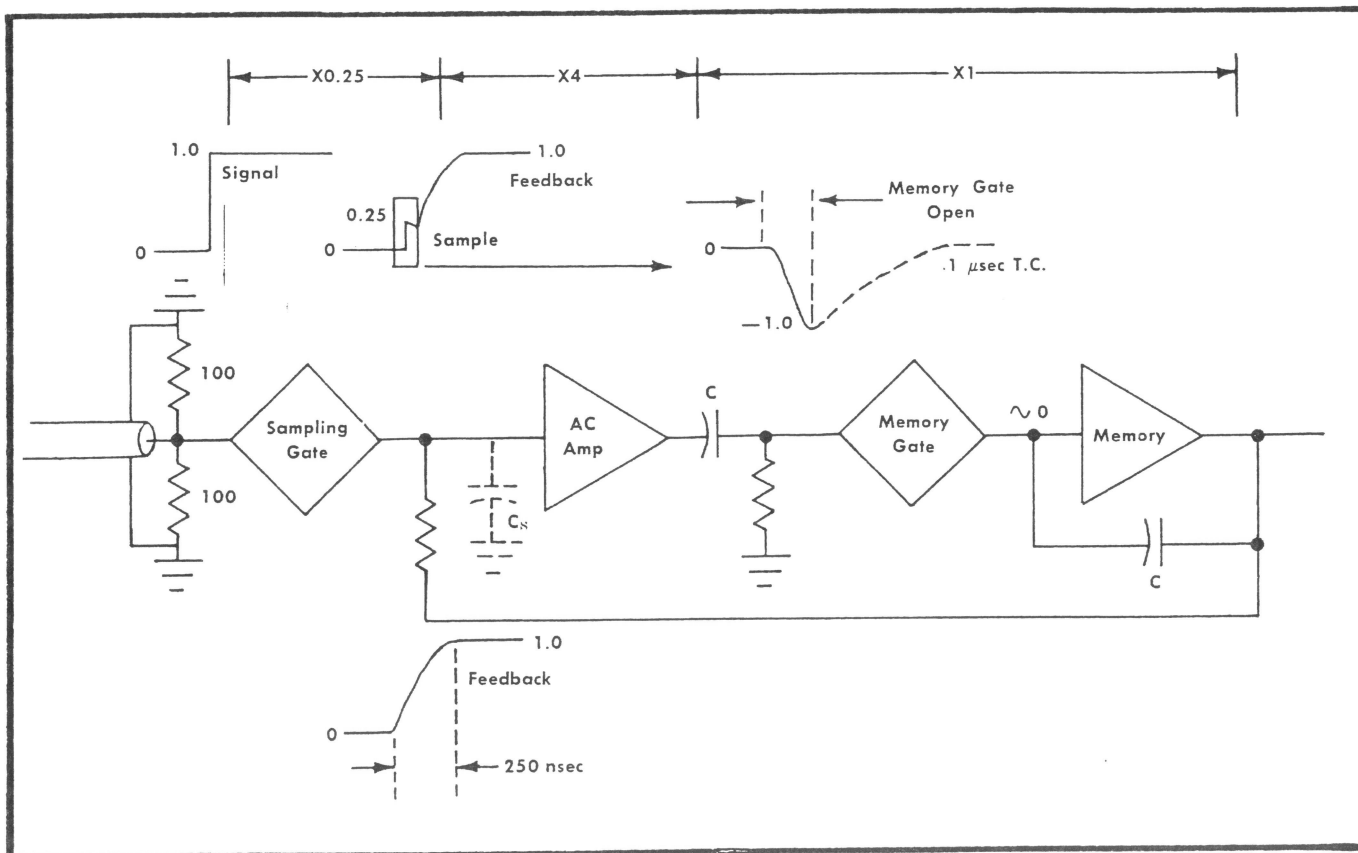 X0.25
X4
X1
1.0
Signal
0
1.0
Feedback
0.25
Sample
0
Memory Gate
Open
0
.1 μsec T.C.
—1.0
100
100
Sampling
Gate
Cs
AC
Amp
C
Memory
Gate
∿ 0
Memory
C
1.0
Feedback
0
250 nsec